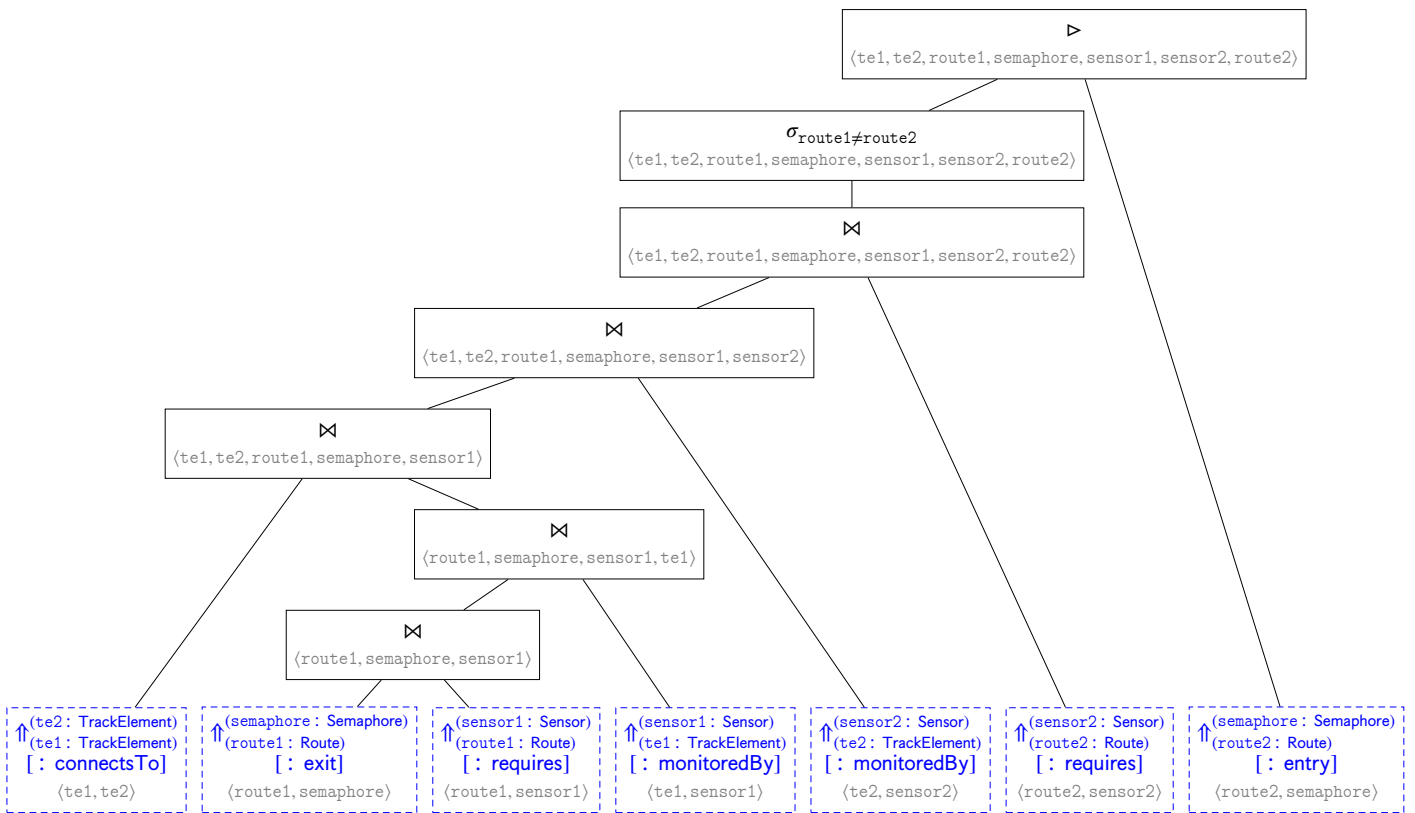 ▷
⟨te1, te2, route1, semaphore, sensor1, sensor2, route2⟩
σroute1≠route2
⟨te1, te2, route1, semaphore, sensor1, sensor2, route2⟩
⋈
⟨te1, te2, route1, semaphore, sensor1, sensor2, route2⟩
⋈
⟨te1, te2, route1, semaphore, sensor1, sensor2⟩
⋈
⟨te1, te2, route1, semaphore, sensor1⟩
⋈
⟨route1, semaphore, sensor1, te1⟩
⋈
⟨route1, semaphore, sensor1⟩
⇑(te2: TrackElement)
(te1: TrackElement)
[: connectsTo]
⟨te1, te2⟩
⇑(semaphore: Semaphore)
(route1: Route)
[: exit]
⟨route1, semaphore⟩
⇑(sensor1: Sensor)
(route1: Route)
[: requires]
⟨route1, sensor1⟩
⇑(sensor1: Sensor)
(te1: TrackElement)
[: monitoredBy]
⟨te1, sensor1⟩
⇑(sensor2: Sensor)
(te2: TrackElement)
[: monitoredBy]
⟨te2, sensor2⟩
⇑(sensor2: Sensor)
(route2: Route)
[: requires]
⟨route2, sensor2⟩
⇑(semaphore: Semaphore)
(route2: Route)
[: entry]
⟨route2, semaphore⟩